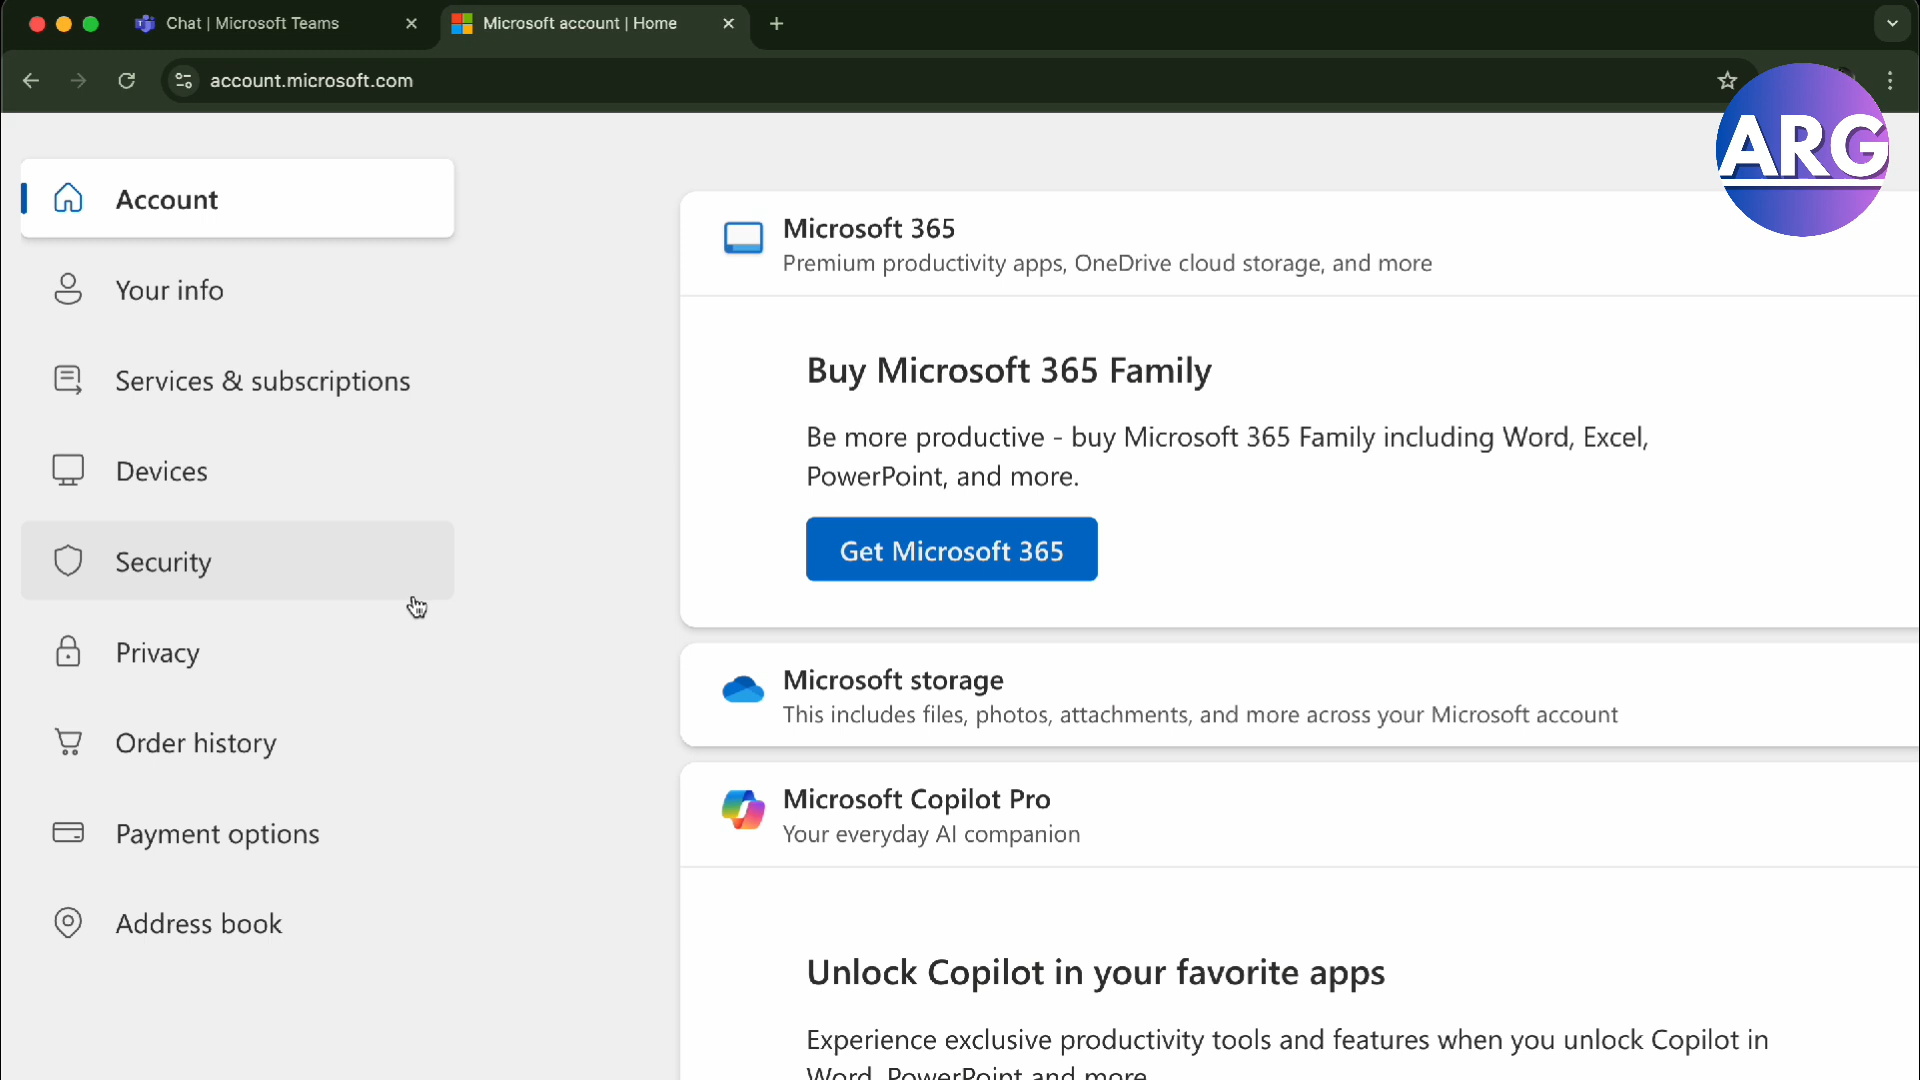 Chat | Microsoft Teams
Microsoft account | Home
account.microsoft.com
ARG
Account
Your info
Services & subscriptions
Devices
Security
Privacy
Order history
Payment options
Address book
Microsoft 365
Premium productivity apps, OneDrive cloud storage, and more
Buy Microsoft 365 Family
Be more productive - buy Microsoft 365 Family including Word, Excel,
PowerPoint, and more.
Get Microsoft 365
Microsoft storage
This includes files, photos, attachments, and more across your Microsoft account
Microsoft Copilot Pro
Your everyday AI companion
Unlock Copilot in your favorite apps
Experience exclusive productivity tools and features when you unlock Copilot in
Word, PowerPoint and more